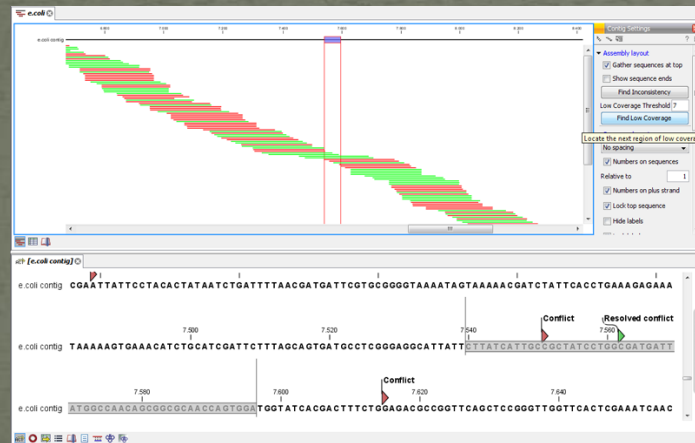 e.coli
Contig Settings
e.coli contig
Assembly layout
Gather sequences at top
Show sequence ends
Find Inconsistency
Low Coverage Threshold 7
Find Low Coverage
Locate the next region of low covera
No spacing
Numbers on sequences
Relative to 1
Numbers on plus strand
Lock top sequence
Hide labels
[e.coli contig]
e.coli contig CGAATTATTCCTACACTATAATCTGATTTTAACGATGATTCGTGCGGGGTAAAATAGTAAAAACGATCTATTCACCTGAAAGAGAAA
7.500 7.520 7.540 Conflict 7.560 Resolved conflict
e.coli contig TAAAAAGTGAAACATCTGCATCGATTCTTTAGCAGTGATGCCTCGGGAGGCATTATTCTTATCATTGCCGCTATCCTGGCGATGATT
7.580 7.600 Conflict 7.620 7.640
e.coli contig ATGGCCAACAGCGGCGCAACCAGTGGATGGTATCACGACTTTCTGGAGACGCCGGTTCAGCTCCGGGTTGGTTCACTCGAAATCAAC